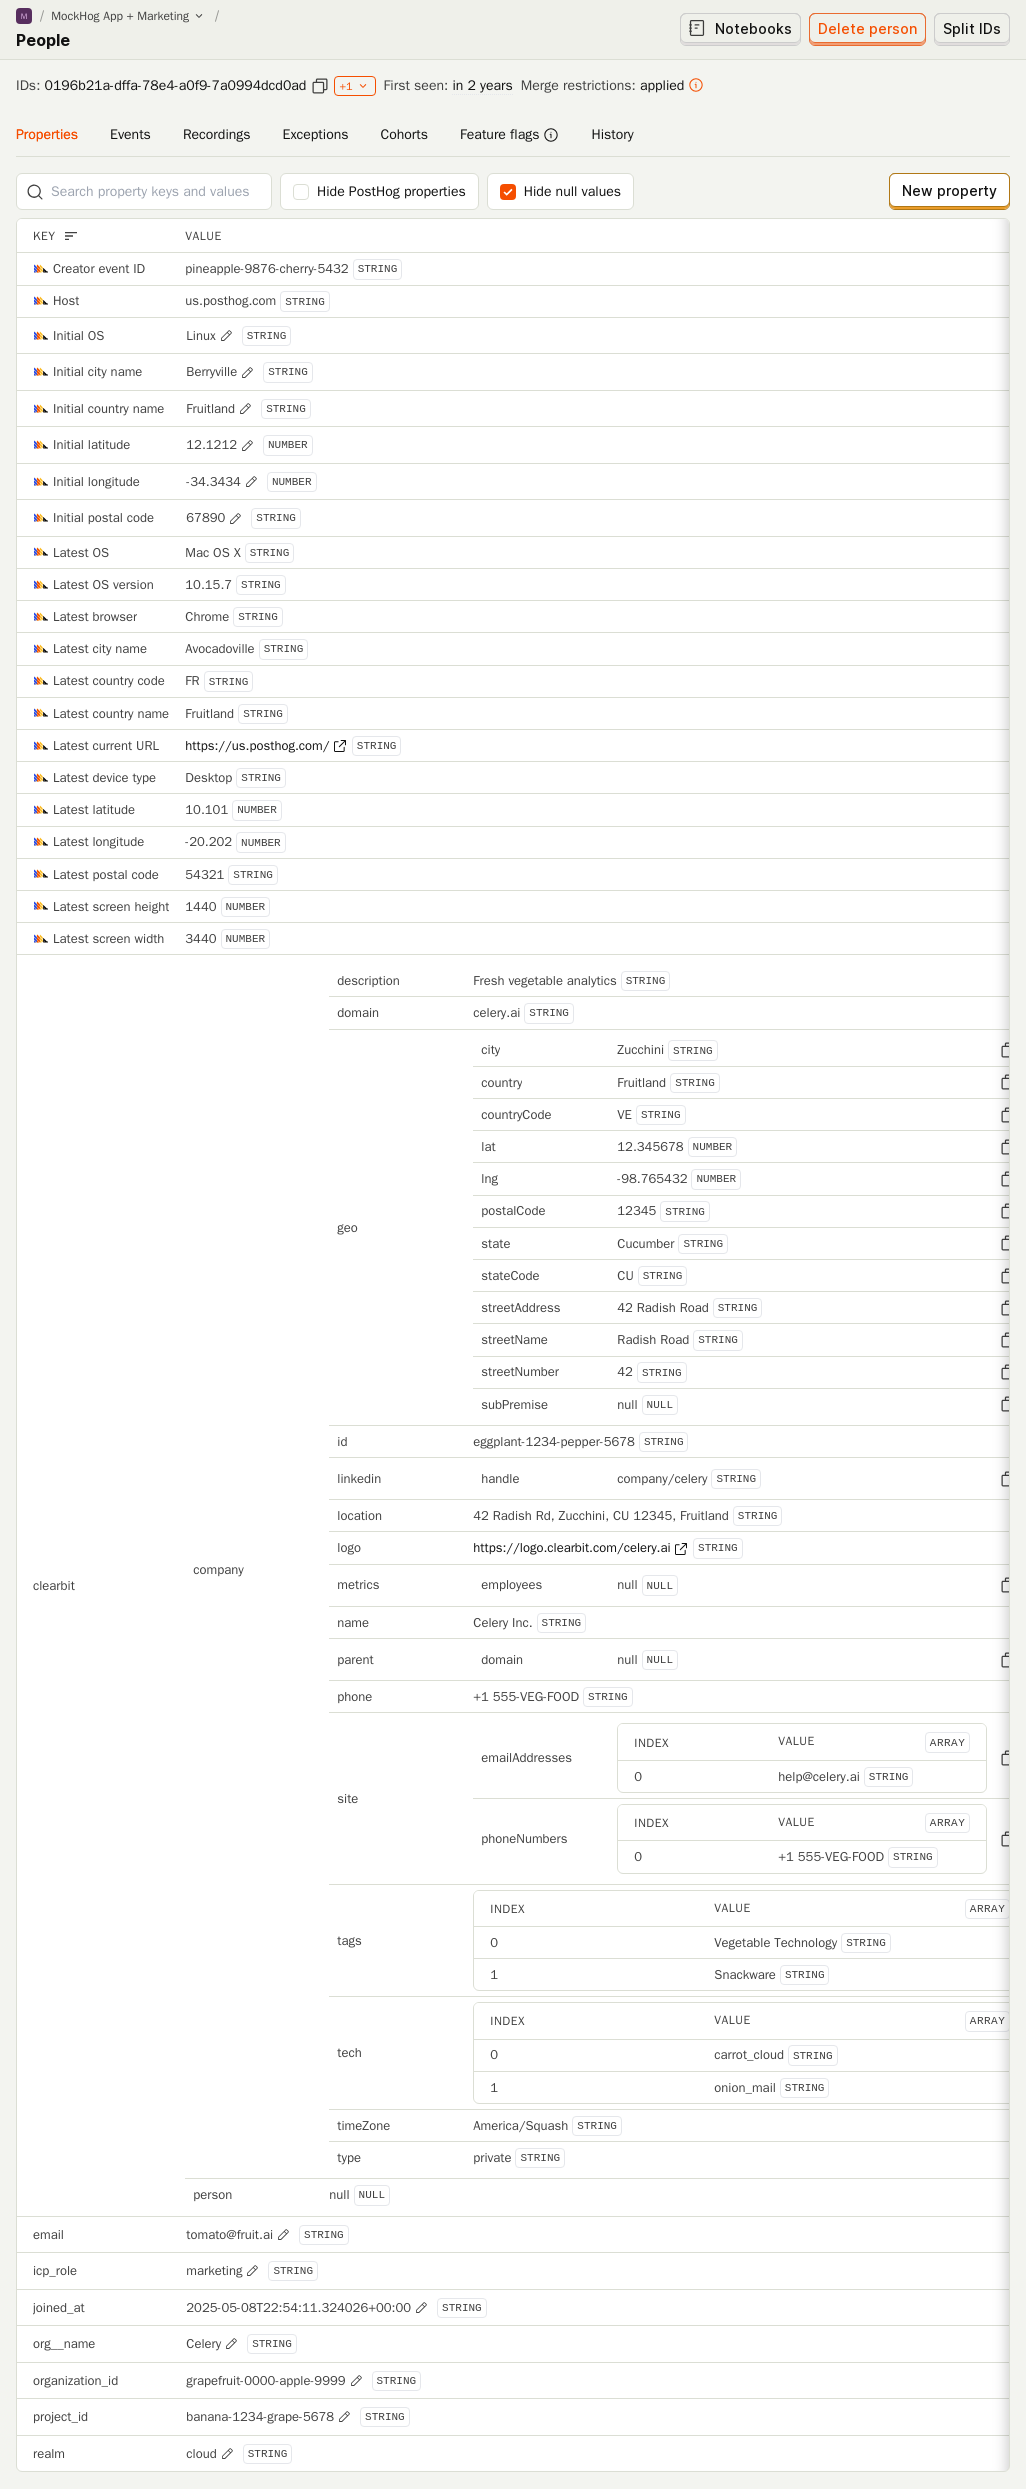 M / MockHog App + Marketing /
People
Notebooks Delete person Split IDs
IDs: 0196b21a-dffa-78e4-a0f9-7a0994dcd0ad +1 First seen: in 2 years Merge restrictions: applied
Properties Events Recordings Exceptions Cohorts Feature flags History
Search property keys and values Hide PostHog properties Hide null values New property
KEY VALUE
Creator event ID pineapple-9876-cherry-5432 STRING
Host us.posthog.com STRING
Initial OS Linux STRING
Initial city name Berryville STRING
Initial country name Fruitland STRING
Initial latitude 12.1212 NUMBER
Initial longitude -34.3434 NUMBER
Initial postal code 67890 STRING
Latest OS Mac OS X STRING
Latest OS version 10.15.7 STRING
Latest browser Chrome STRING
Latest city name Avocadoville STRING
Latest country code FR STRING
Latest country name Fruitland STRING
Latest current URL https://us.posthog.com/ STRING
Latest device type Desktop STRING
Latest latitude 10.101 NUMBER
Latest longitude -20.202 NUMBER
Latest postal code 54321 STRING
Latest screen height 1440 NUMBER
Latest screen width 3440 NUMBER
clearbit
company
description Fresh vegetable analytics STRING
domain celery.ai STRING
geo
city Zucchini STRING
country Fruitland STRING
countryCode VE STRING
lat 12.345678 NUMBER
lng -98.765432 NUMBER
postalCode 12345 STRING
state Cucumber STRING
stateCode CU STRING
streetAddress 42 Radish Road STRING
streetName Radish Road STRING
streetNumber 42 STRING
subPremise null NULL
id eggplant-1234-pepper-5678 STRING
linkedin handle company/celery STRING
location 42 Radish Rd, Zucchini, CU 12345, Fruitland STRING
logo https://logo.clearbit.com/celery.ai STRING
metrics employees null NULL
name Celery Inc. STRING
parent domain null NULL
phone +1 555-VEG-FOOD STRING
site
emailAddresses
INDEX VALUE ARRAY
0 help@celery.ai STRING
phoneNumbers
INDEX VALUE ARRAY
0 +1 555-VEG-FOOD STRING
tags
INDEX VALUE ARRAY
0 Vegetable Technology STRING
1 Snackware STRING
tech
INDEX VALUE ARRAY
0 carrot_cloud STRING
1 onion_mail STRING
timeZone America/Squash STRING
type private STRING
person null NULL
email tomato@fruit.ai STRING
icp_role marketing STRING
joined_at 2025-05-08T22:54:11.324026+00:00 STRING
org__name Celery STRING
organization_id grapefruit-0000-apple-9999 STRING
project_id banana-1234-grape-5678 STRING
realm cloud STRING